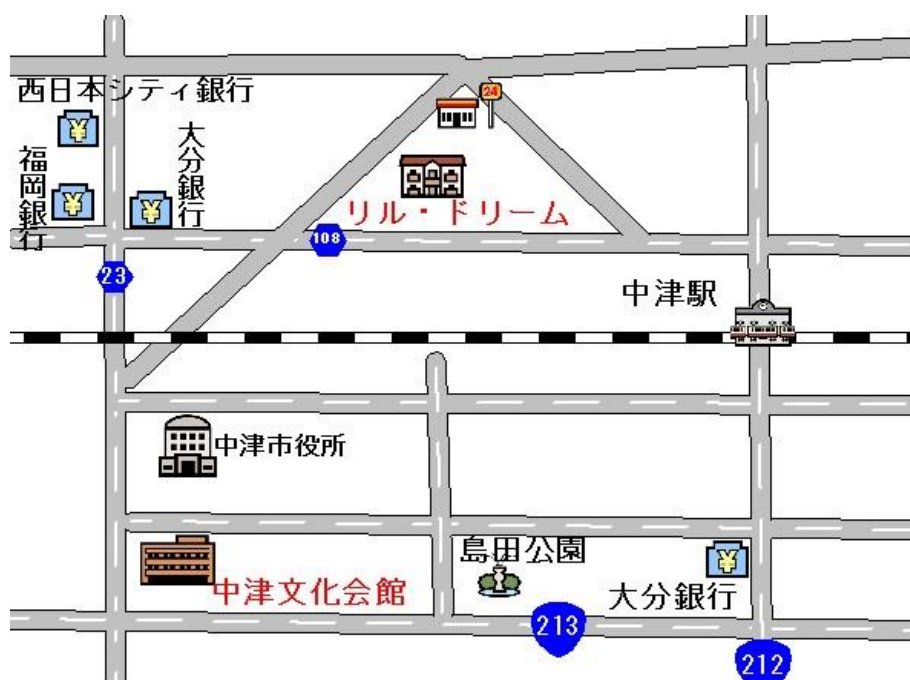 西日本シティ銀行
24
大分銀行
福岡銀行
リル・ドリーム
108
23
中津駅
中津市役所
島田公園
中津文化会館
大分銀行
213
212